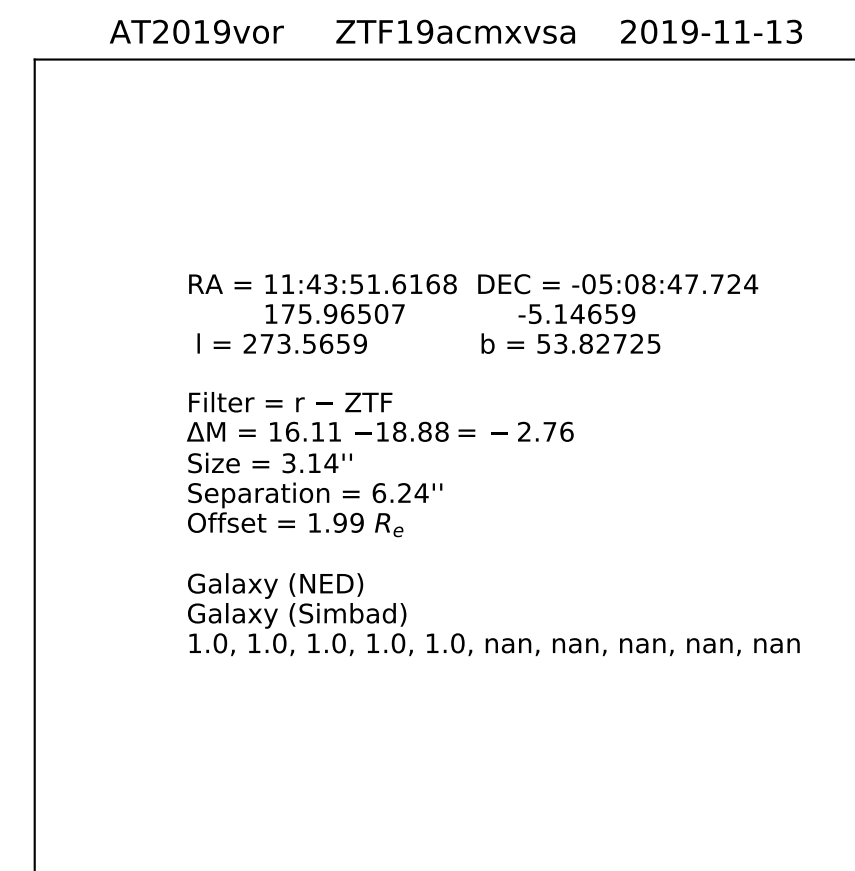 AT2019vor ZTF19acmxvsa 2019-11-13
RA = 11:43:51.6168 DEC = -05:08:47.724
175.96507 -5.14659
l = 273.5659 b = 53.82725
Filter = r − ZTF
ΔM = 16.11 −18.88 = − 2.76
Size = 3.14''
Separation = 6.24''
Offset = 1.99 Rₑ
Galaxy (NED)
Galaxy (Simbad)
1.0, 1.0, 1.0, 1.0, 1.0, nan, nan, nan, nan, nan